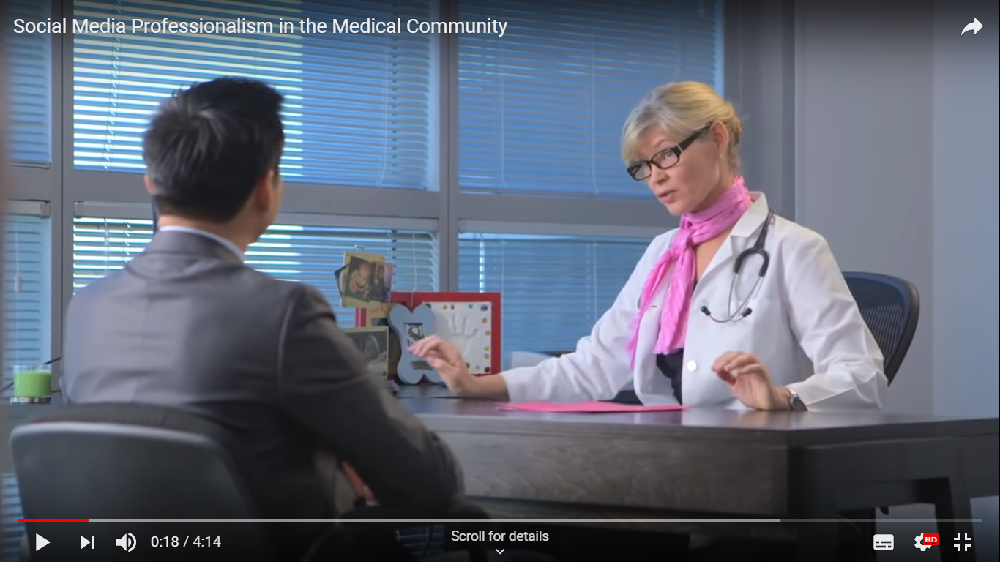 Social Media Professionalism in the Medical Community
0:18 / 4:14
Scroll for details
HD